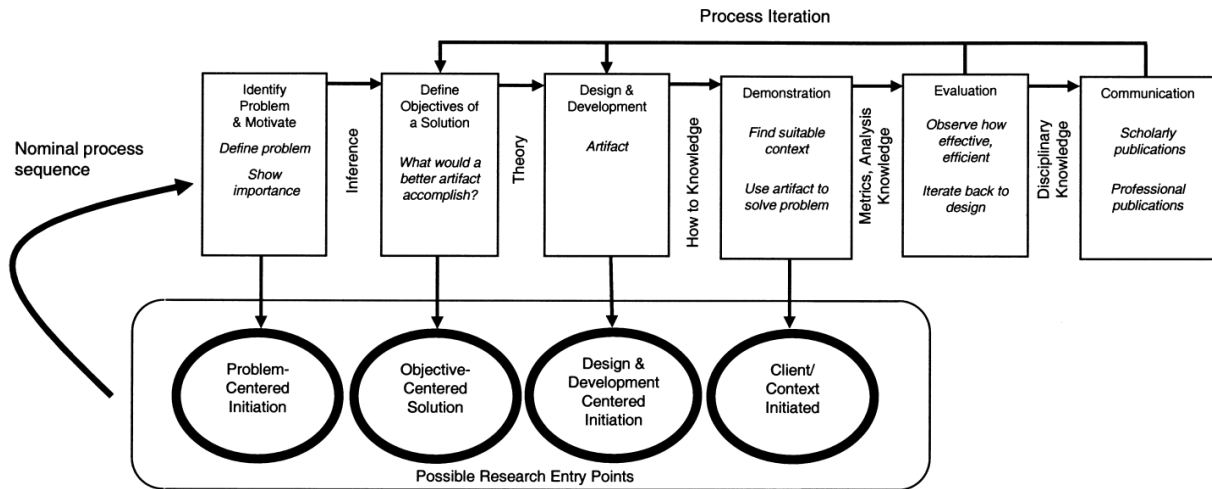 Process Iteration
Nominal process
sequence
Identify
Problem
& Motivate
Define problem
Show
importance
Inference
Define
Objectives of
a Solution
What would a
better artifact
accomplish?
Theory
Design &
Development
Artifact
How to Knowledge
Demonstration
Find suitable
context
Use artifact to
solve problem
Metrics, Analysis
Knowledge
Evaluation
Observe how
effective,
efficient
Iterate back to
design
Disciplinary
Knowledge
Communication
Scholarly
publications
Professional
publications
Problem-
Centered
Initiation
Objective-
Centered
Solution
Design &
Development
Centered
Initiation
Client/
Context
Initiated
Possible Research Entry Points